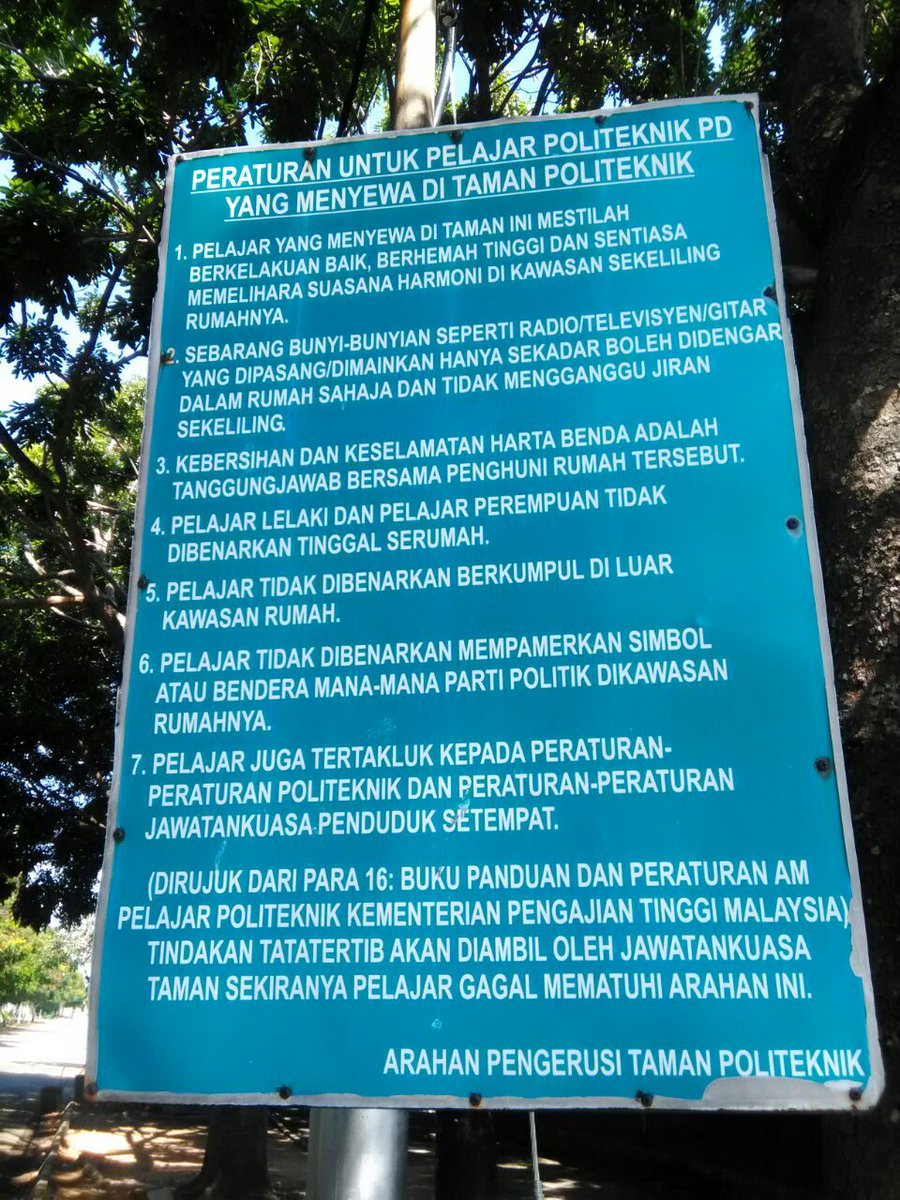 PERATURAN UNTUK PELAJAR POLITEKNIK PD
YANG MENYEWA DI TAMAN POLITEKNIK
1. PELAJAR YANG MENYEWA DI TAMAN INI MESTILAH
BERKELAKUAN BAIK, BERHEMAH TINGGI DAN SENTIASA
MEMELIHARA SUASANA HARMONI DI KAWASAN SEKELILING
RUMAHNYA.
2. SEBARANG BUNYI-BUNYIAN SEPERTI RADIO/TELEVISYEN/GITAR
YANG DIPASANG/DIMAINKAN HANYA SEKADAR BOLEH DIDENGAR
DALAM RUMAH SAHAJA DAN TIDAK MENGGANGU JIRAN
SEKELILING.
3. KEBERSIHAN DAN KESELAMATAN HARTA BENDA ADALAH
TANGGUNGJAWAB BERSAMA PENGHUNI RUMAH TERSEBUT.
4. PELAJAR LELAKI DAN PELAJAR PEREMPUAN TIDAK
DIBENARKAN TINGGAL SERUMAH.
5. PELAJAR TIDAK DIBENARKAN BERKUMPUL DI LUAR
KAWASAN RUMAH.
6. PELAJAR TIDAK DIBENARKAN MEMPAMERKAN SIMBOL
ATAU BENDERA MANA-MANA PARTI POLITIK DIKAWASAN
RUMAHNYA.
7. PELAJAR JUGA TERTAKLUK KEPADA PERATURAN-
PERATURAN POLITEKNIK DAN PERATURAN-PERATURAN
JAWATANKUASA PENDUDUK SETEMPAT.
(DIRUJUK DARI PARA 16: BUKU PANDUAN DAN PERATURAN AM
PELAJAR POLITEKNIK KEMENTERIAN PENGAJIAN TINGGI MALAYSIA)
TINDAKAN TATATERTIB AKAN DIAMBIL OLEH JAWATANKUASA
TAMAN SEKIRANYA PELAJAR GAGAL MEMATUHI ARAHAN INI.
ARAHAN PENGERUSI TAMAN POLITEKNIK